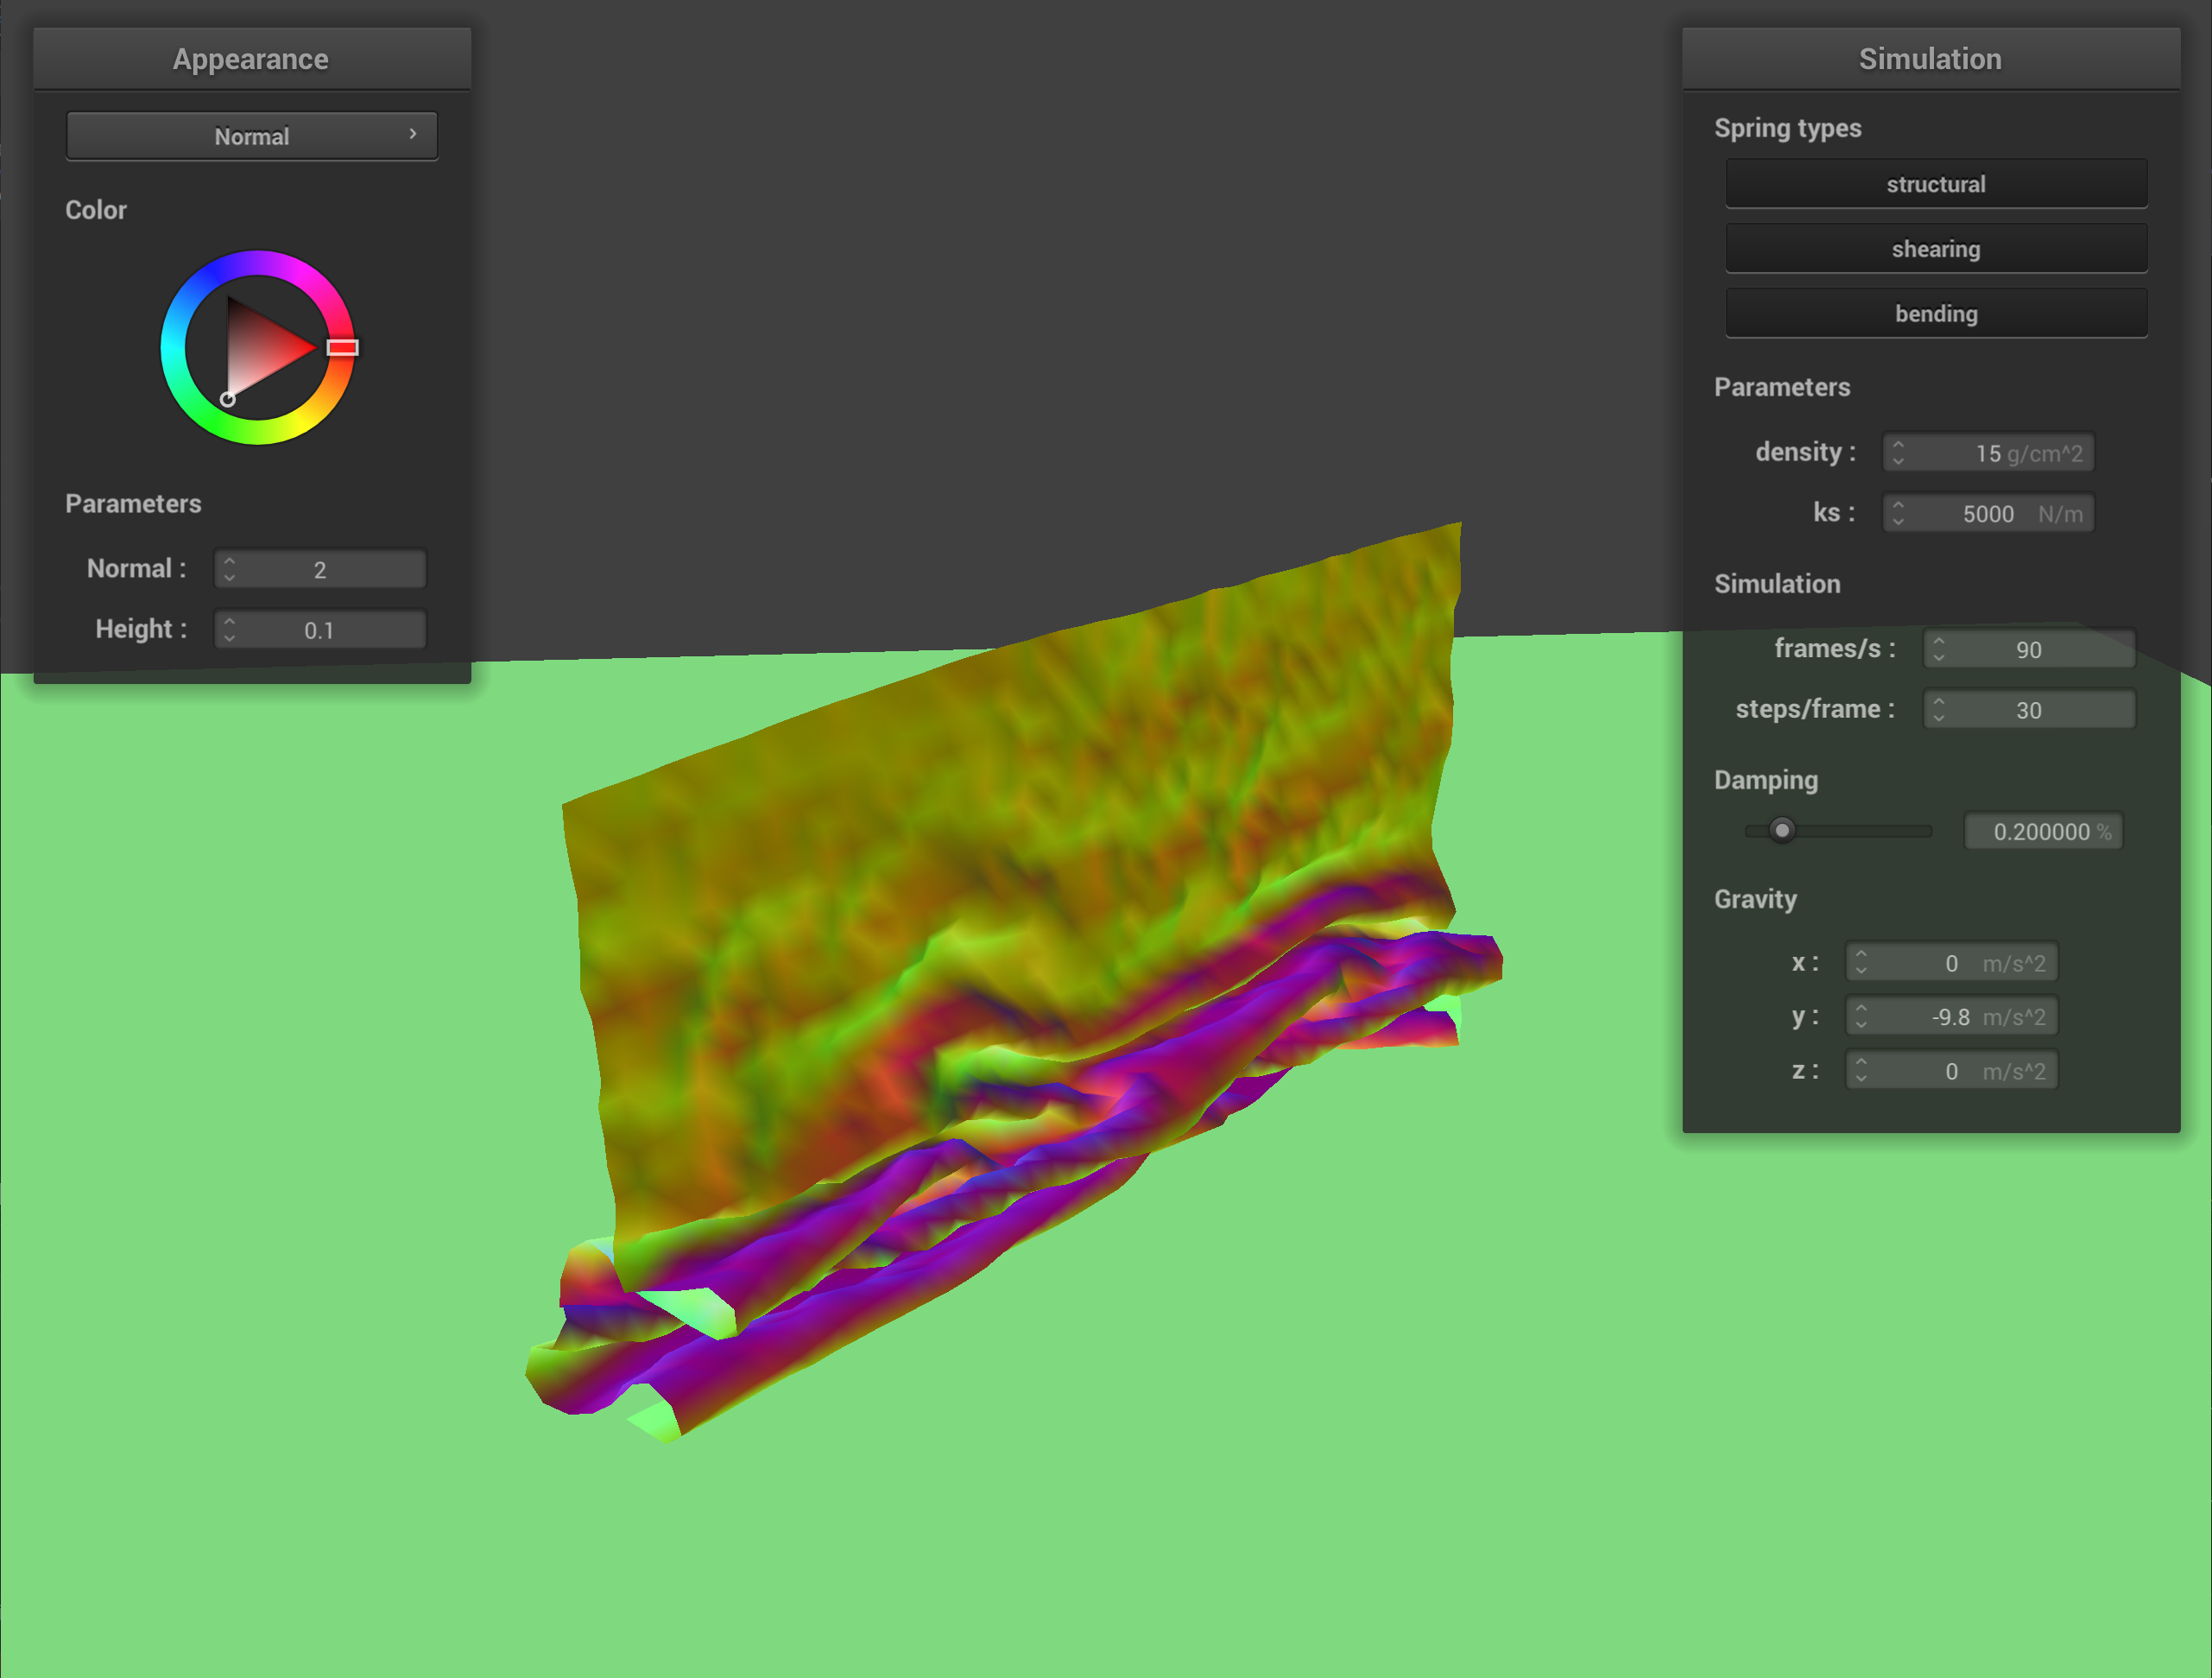 Appearance
Normal
Color
Parameters
Normal : 2
Height : 0.1
Simulation
Spring types
structural
shearing
bending
Parameters
density : 15 g/cm^2
ks : 5000 N/m
Simulation
frames/s : 90
steps/frame : 30
Damping
0.200000 %
Gravity
x : 0 m/s^2
y : -9.8 m/s^2
z : 0 m/s^2